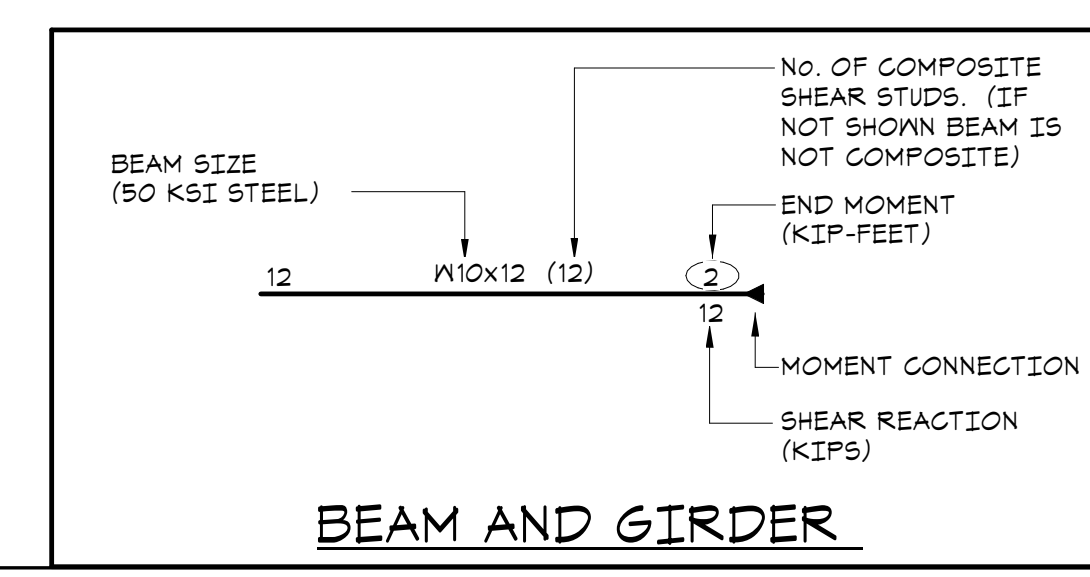 No. OF COMPOSITE
SHEAR STUDS. (IF
NOT SHOWN BEAM IS
NOT COMPOSITE)
BEAM SIZE
(50 KSI STEEL)
END MOMENT
(KIP-FEET)
12 W10x12 (12) 2
12
MOMENT CONNECTION
SHEAR REACTION
(KIPS)
BEAM AND GIRDER